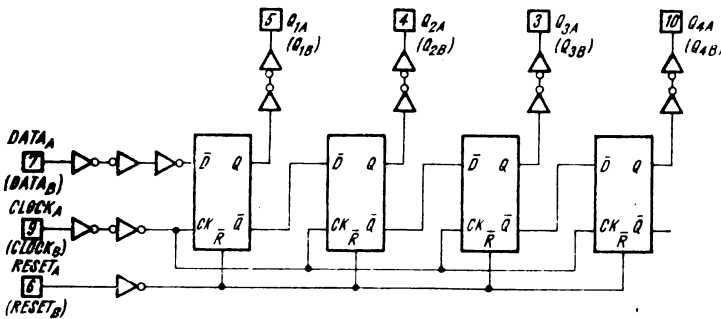 5 Q1A (Q1B)
4 Q2A (Q2B)
3 Q3A (Q3B)
10 Q4A (Q4B)
DATAA
7
(DATAB)
CLOCKA
9
(CLOCKB)
RESETA
6
(RESETB)
D̄ Q
CK Q̄
R̄
D̄ Q
CK Q̄
R̄
D̄ Q
CK Q̄
R̄
D̄ Q
CK Q̄
R̄